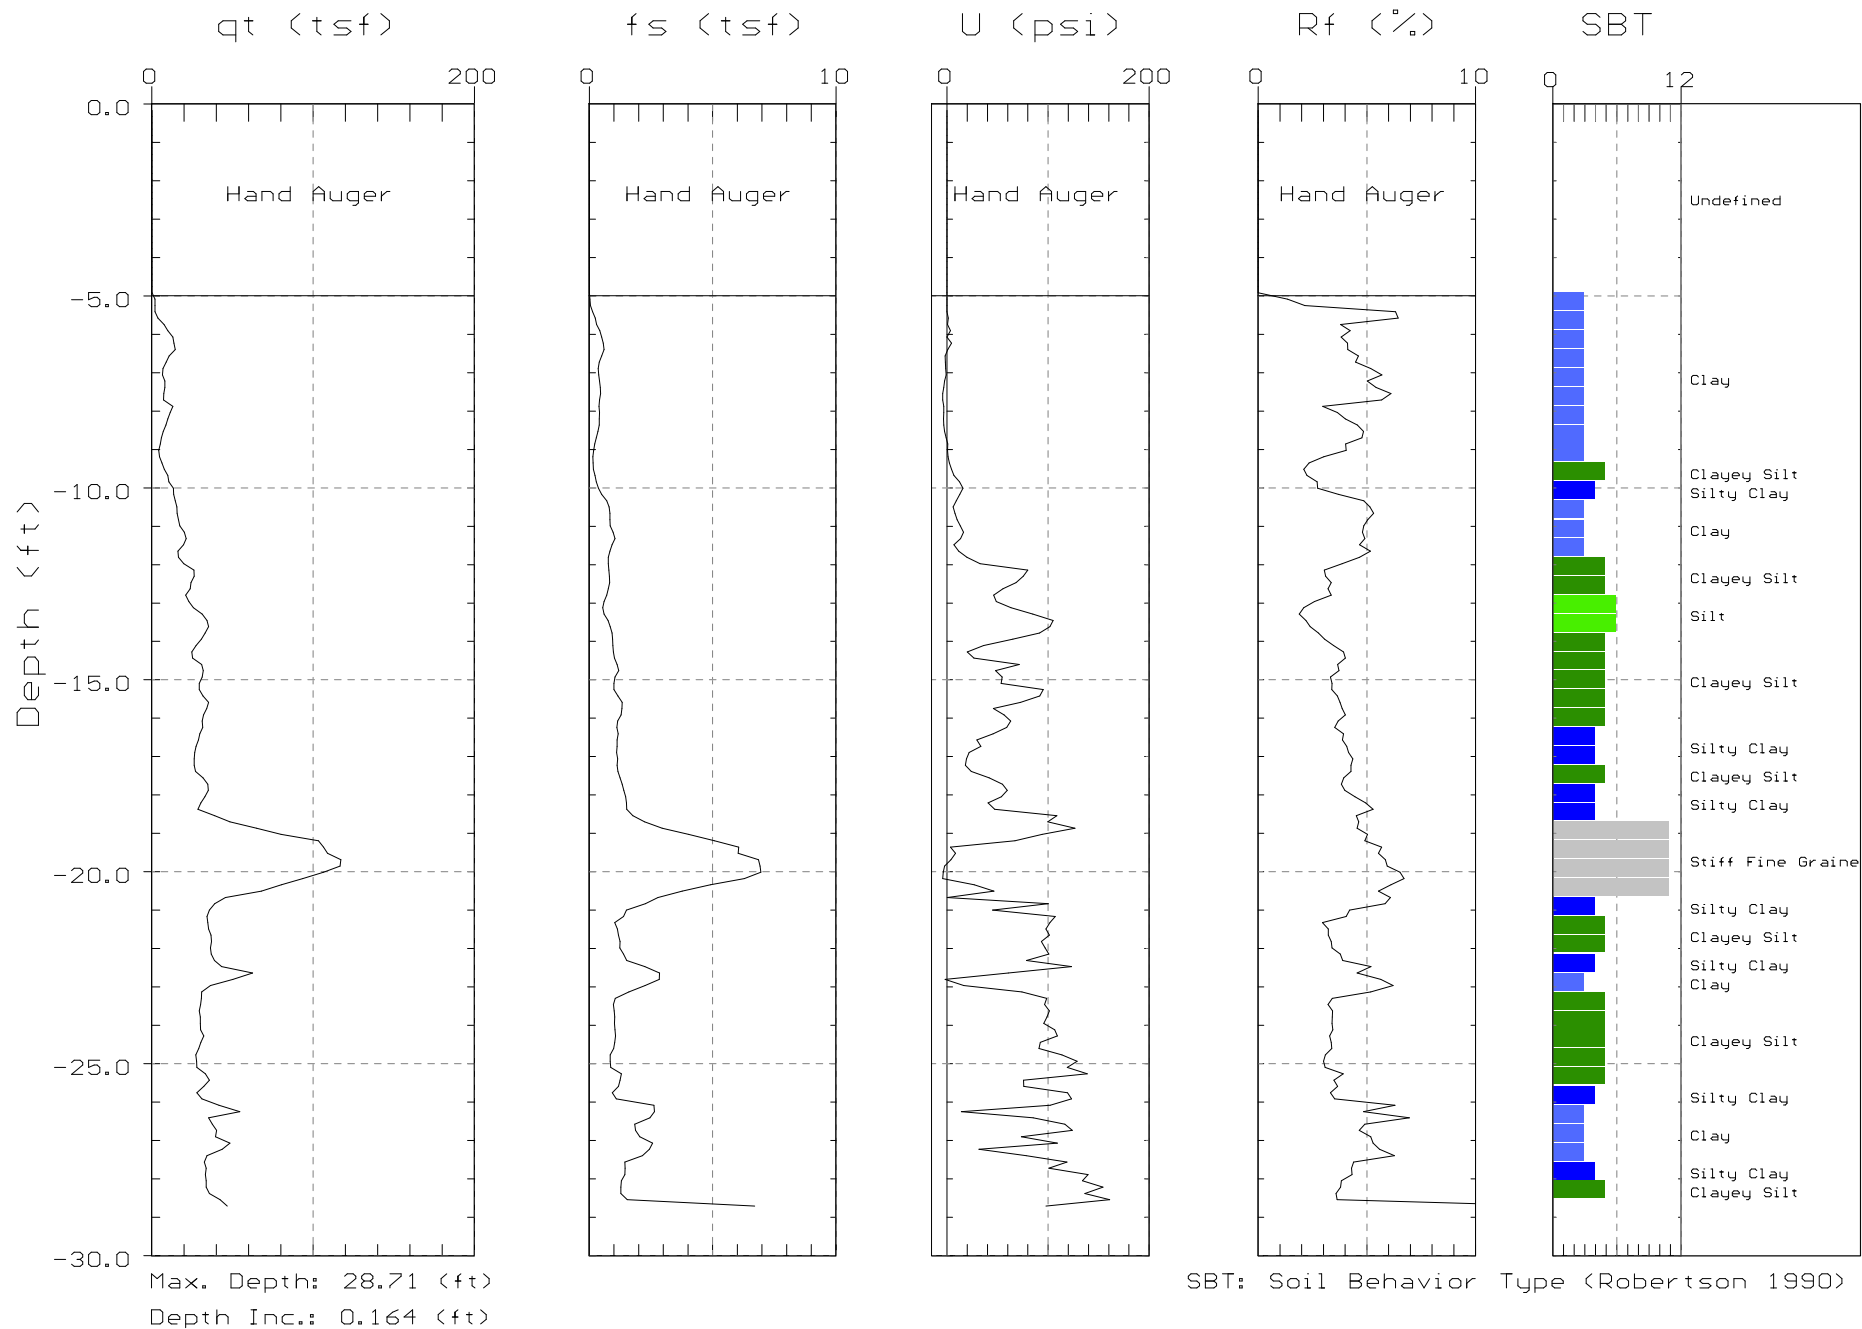 qt (tsf) fs (tsf) U (psi) Rf (%) SBT
0 200 0 10 0 200 0 10 0 12
0.0
Hand Auger Hand Auger Hand Auger Hand Auger
Undefined
-5.0
Clay
Clayey Silt
-10.0
Silty Clay
Clay
Clayey Silt
Silt
Depth (ft)
-15.0
Clayey Silt
Silty Clay
Clayey Silt
Silty Clay
Stiff Fine Graine
-20.0
Silty Clay
Clayey Silt
Silty Clay
Clay
Clayey Silt
-25.0
Silty Clay
Clay
Silty Clay
Clayey Silt
-30.0
Max. Depth: 28.71 (ft) SBT: Soil Behavior Type (Robertson 1990)
Depth Inc.: 0.164 (ft)